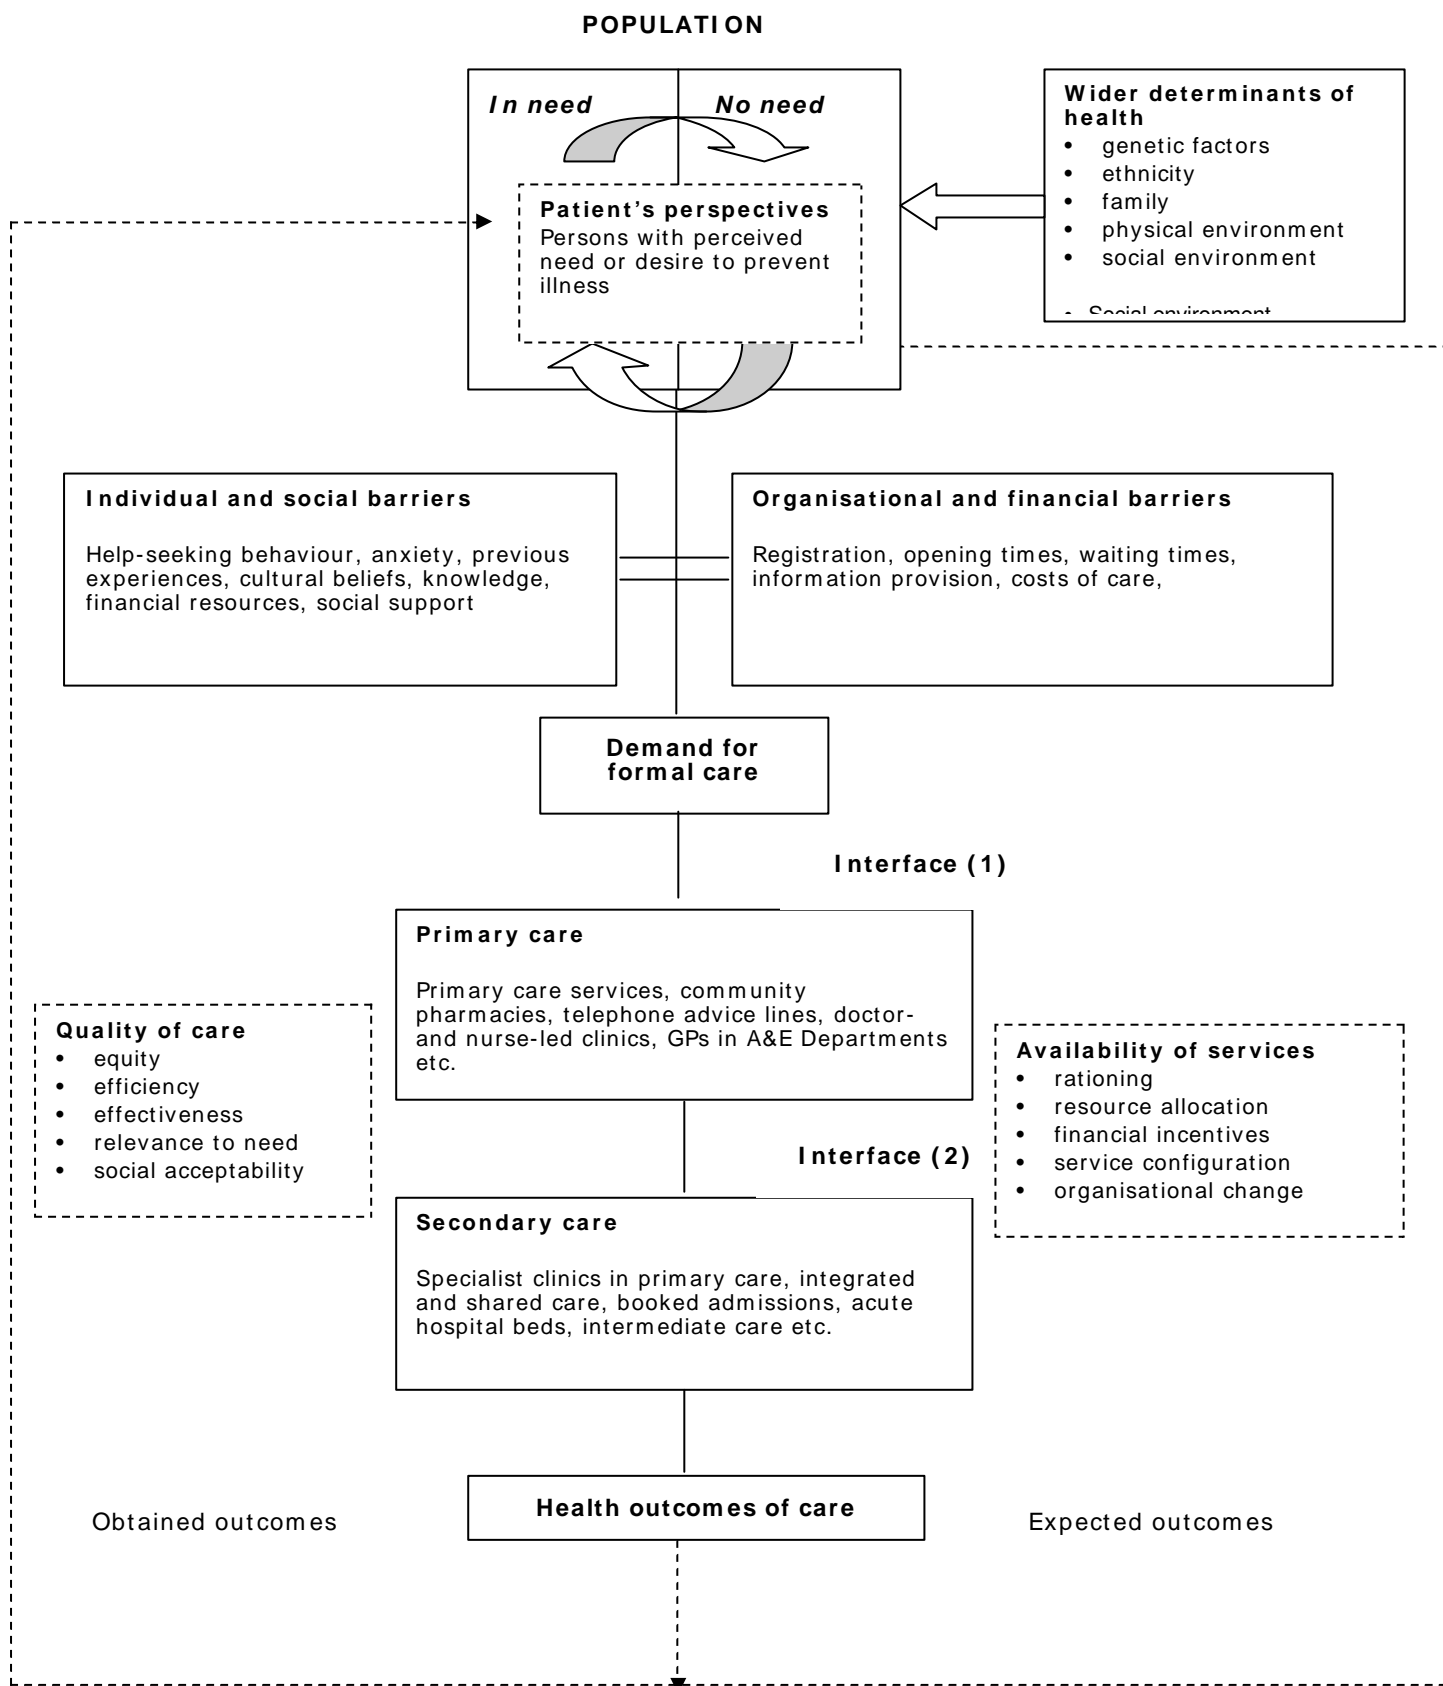 POPULATION
In need
No need
Patient's perspectives
Persons with perceived
need or desire to prevent
illness
Wider determinants of
health
• genetic factors
• ethnicity
• family
• physical environment
• social environment
• Social environment
Individual and social barriers
Help-seeking behaviour, anxiety, previous
experiences, cultural beliefs, knowledge,
financial resources, social support
Organisational and financial barriers
Registration, opening times, waiting times,
information provision, costs of care,
Demand for
formal care
Interface (1)
Primary care
Primary care services, community
pharmacies, telephone advice lines, doctor-
and nurse-led clinics, GPs in A&E Departments
etc.
Quality of care
• equity
• efficiency
• effectiveness
• relevance to need
• social acceptability
Availability of services
• rationing
• resource allocation
• financial incentives
• service configuration
• organisational change
Interface (2)
Secondary care
Specialist clinics in primary care, integrated
and shared care, booked admissions, acute
hospital beds, intermediate care etc.
Health outcomes of care
Obtained outcomes
Expected outcomes